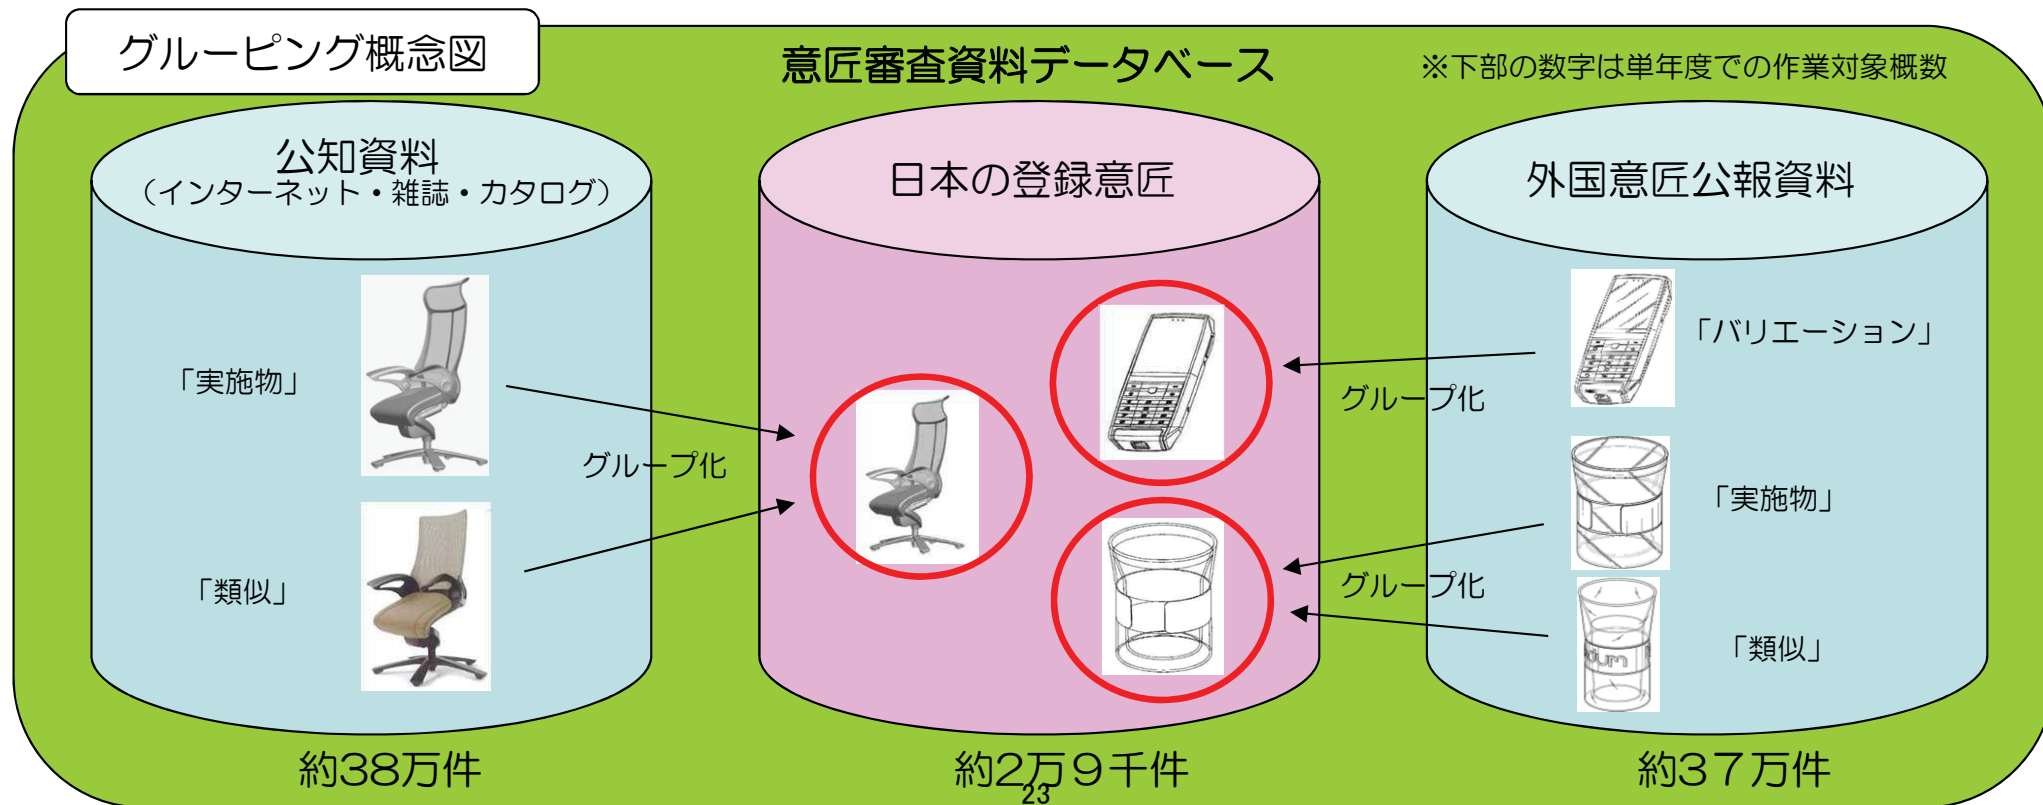 グルーピング概念図
意匠審査資料データベース
※下部の数字は単年度での作業対象概数
公知資料
（インターネット・雑誌・カタログ）
「実施物」
「類似」
グループ化
約38万件
日本の登録意匠
約2万９千件
23
外国意匠公報資料
「バリエーション」
グループ化
「実施物」
グループ化
「類似」
dum
約３７万件